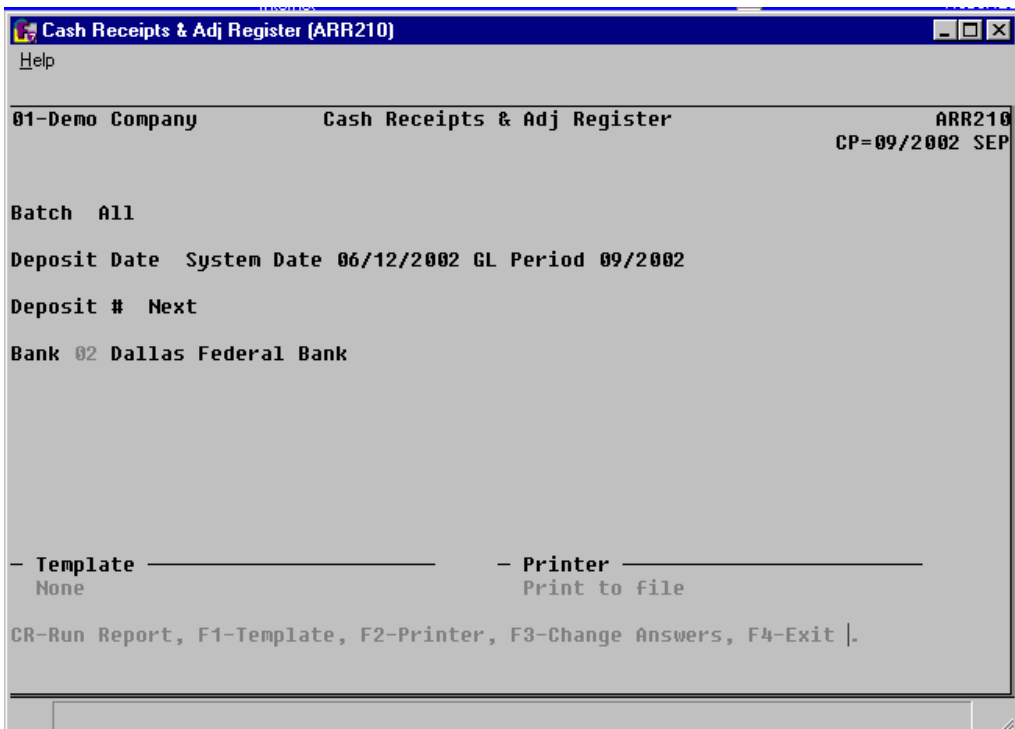 Cash Receipts & Adj Register (ARR210)
Help
01-Demo Company Cash Receipts & Adj Register ARR210
CP=09/2002 SEP
Batch All
Deposit Date System Date 06/12/2002 GL Period 09/2002
Deposit # Next
Bank 02 Dallas Federal Bank
- Template - Printer
None Print to file
CR-Run Report, F1-Template, F2-Printer, F3-Change Answers, F4-Exit .